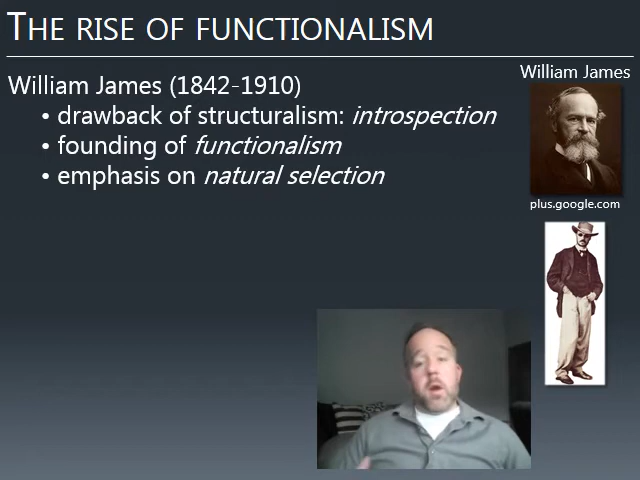 THE RISE OF FUNCTIONALISM
William James (1842-1910)
• drawback of structuralism: introspection
• founding of functionalism
• emphasis on natural selection
William James
plus.google.com